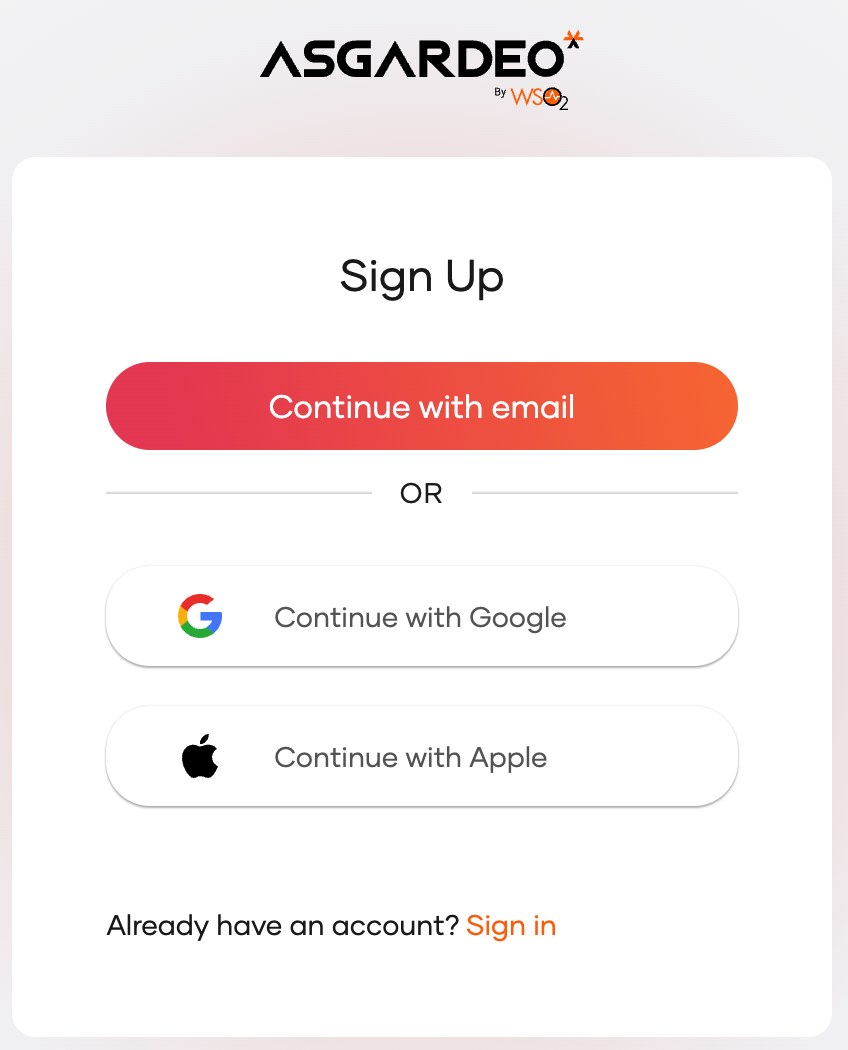 ASGARDEO
By WSO2
Sign Up
Continue with email
OR
Continue with Google
Continue with Apple
Already have an account? Sign in